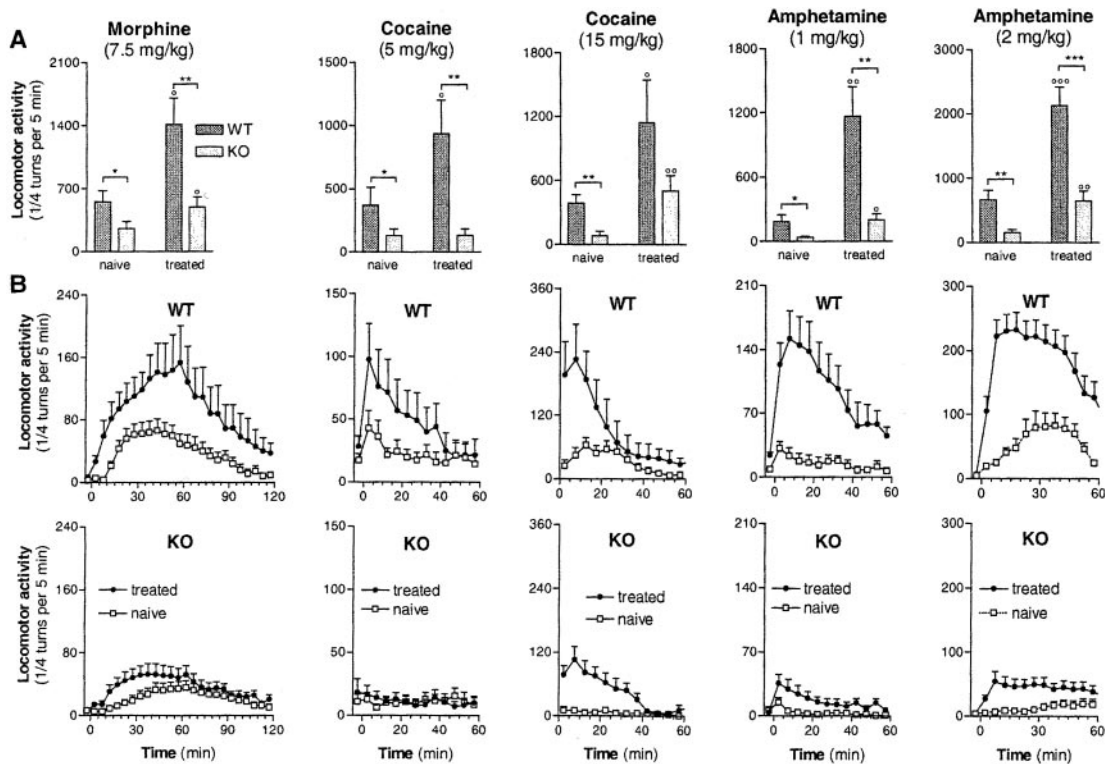 A
Morphine
(7.5 mg/kg)
Cocaine
(5 mg/kg)
Cocaine
(15 mg/kg)
Amphetamine
(1 mg/kg)
Amphetamine
(2 mg/kg)
Locomotor activity
(1/4 turns per 5 min)
2100
1400
700
0
**
*
WT
KO
naive
treated
1500
1000
500
0
**
*
naive
treated
1800
1200
600
0
**
naive
treated
1800
1200
600
0
**
*
naive
treated
3000
2000
1000
0
***
**
naive
treated
B
Locomotor activity
(1/4 turns per 5 min)
240
160
80
0
WT
0 30 60 90 120
150
100
50
0
WT
0 20 40 60
360
240
120
0
WT
0 20 40 60
210
140
70
0
WT
0 20 40 60
300
200
100
0
WT
0 30 60
Locomotor activity
(1/4 turns per 5 min)
240
160
80
0
KO
treated
naive
0 30 60 90 120
Time (min)
150
100
50
0
KO
treated
naive
0 20 40 60
Time (min)
360
240
120
0
KO
treated
naive
0 20 40 60
Time (min)
210
140
70
0
KO
treated
naive
0 20 40 60
Time (min)
300
200
100
0
KO
treated
naive
0 20 40 60
Time (min)